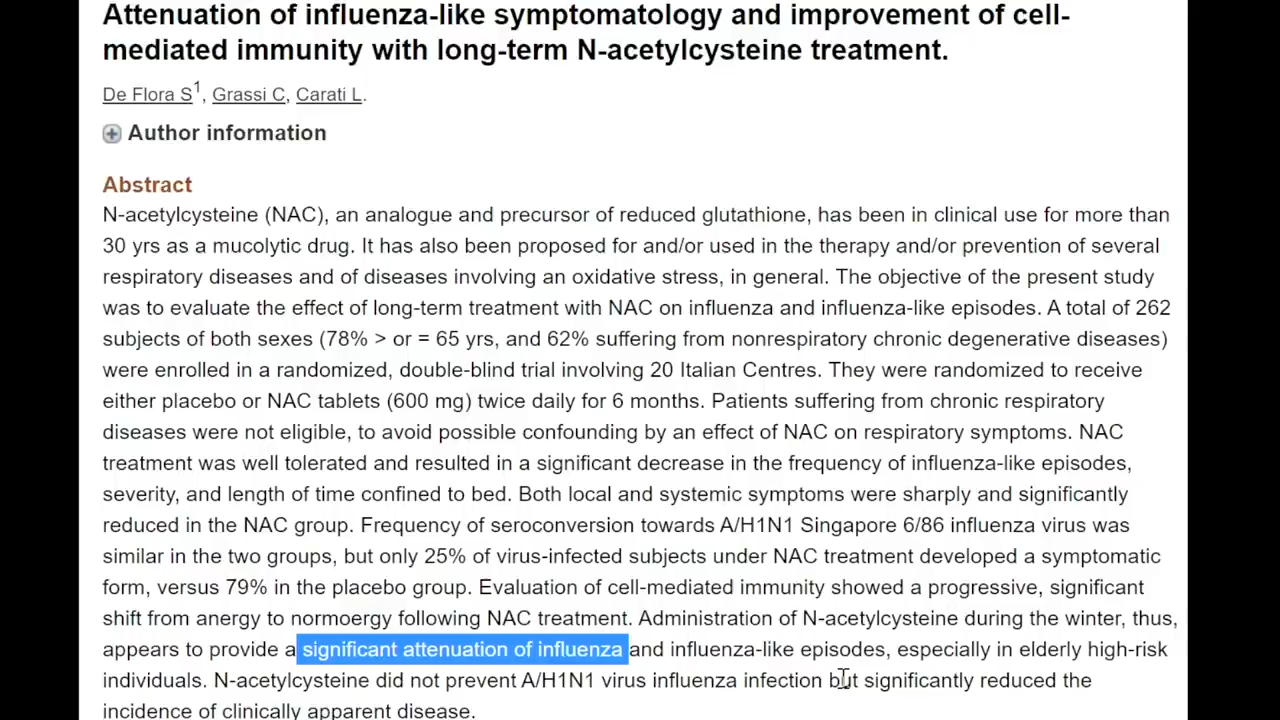 Attenuation of influenza-like symptomatology and improvement of cell-
mediated immunity with long-term N-acetylcysteine treatment.
De Flora S1, Grassi C, Carati L.
Author information
Abstract
N-acetylcysteine (NAC), an analogue and precursor of reduced glutathione, has been in clinical use for more than
30 yrs as a mucolytic drug. It has also been proposed for and/or used in the therapy and/or prevention of several
respiratory diseases and of diseases involving an oxidative stress, in general. The objective of the present study
was to evaluate the effect of long-term treatment with NAC on influenza and influenza-like episodes. A total of 262
subjects of both sexes (78% > or = 65 yrs, and 62% suffering from nonrespiratory chronic degenerative diseases)
were enrolled in a randomized, double-blind trial involving 20 Italian Centres. They were randomized to receive
either placebo or NAC tablets (600 mg) twice daily for 6 months. Patients suffering from chronic respiratory
diseases were not eligible, to avoid possible confounding by an effect of NAC on respiratory symptoms. NAC
treatment was well tolerated and resulted in a significant decrease in the frequency of influenza-like episodes,
severity, and length of time confined to bed. Both local and systemic symptoms were sharply and significantly
reduced in the NAC group. Frequency of seroconversion towards A/H1N1 Singapore 6/86 influenza virus was
similar in the two groups, but only 25% of virus-infected subjects under NAC treatment developed a symptomatic
form, versus 79% in the placebo group. Evaluation of cell-mediated immunity showed a progressive, significant
shift from anergy to normoergy following NAC treatment. Administration of N-acetylcysteine during the winter, thus,
appears to provide a significant attenuation of influenza and influenza-like episodes, especially in elderly high-risk
individuals. N-acetylcysteine did not prevent A/H1N1 virus influenza infection but significantly reduced the
incidence of clinically apparent disease.